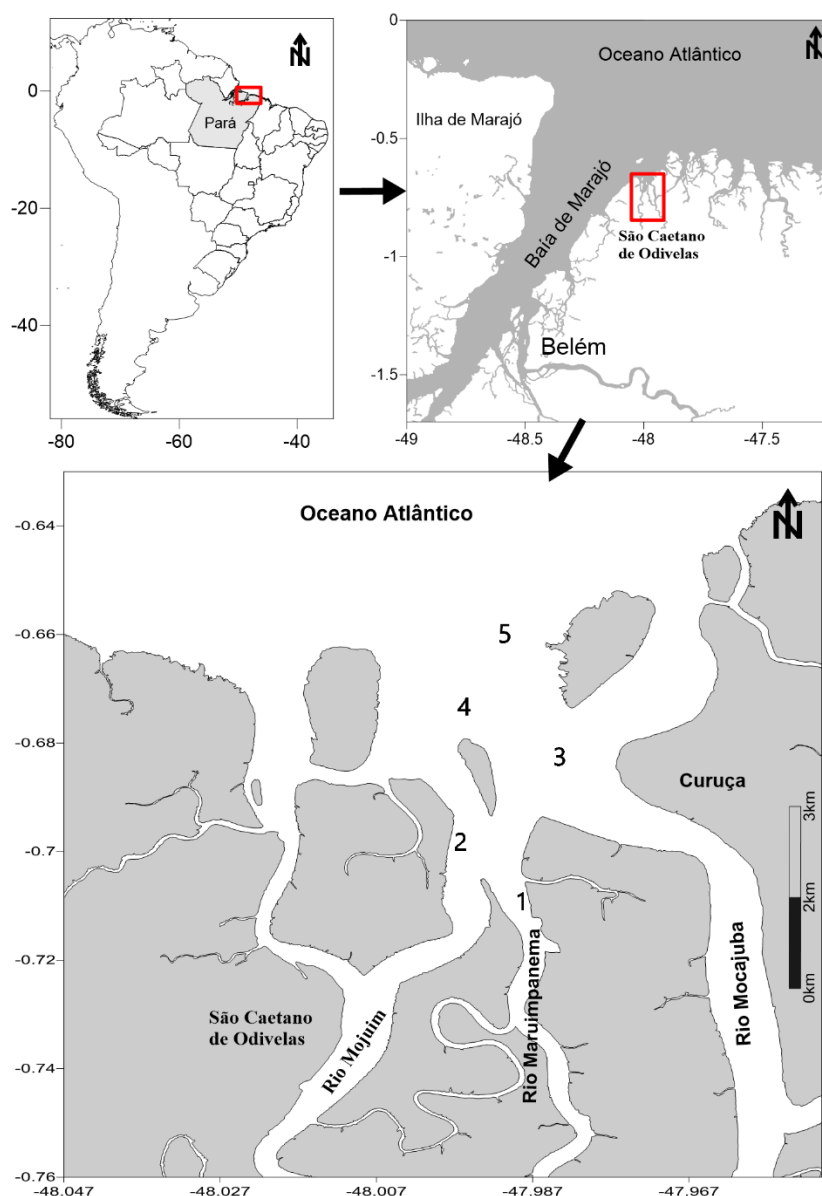 N
0
Pará
-20
-40
-80
-60
-40
0
Oceano Atlântico
N
Ilha de Marajó
-0.5
Baía de Marajó
São Caetano
de Odivelas
-1
Belém
-1.5
-49
-48.5
-48
-47.5
Oceano Atlântico
N
-0.64
5
-0.66
4
-0.68
3
Curuça
3km
2
-0.7
2km
1
-0.72
0km
São Caetano
de Odivelas
Rio Mojuim
Rio Maruimpanema
Rio Mocajuba
-0.74
-0.76
-48.047
-48.027
-48.007
-47.987
-47.967